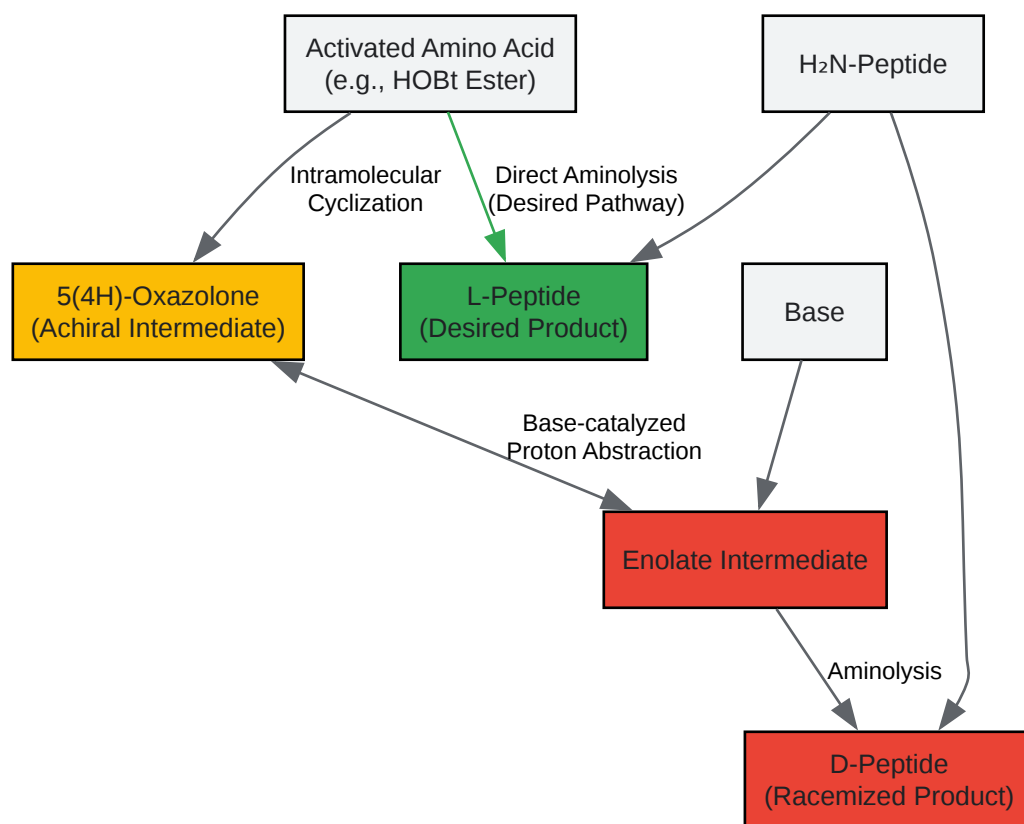 Activated Amino Acid
(e.g., HOBt Ester)
H₂N-Peptide
Intramolecular
Cyclization
Direct Aminolysis
(Desired Pathway)
5(4H)-Oxazolone
(Achiral Intermediate)
L-Peptide
(Desired Product)
Base
Base-catalyzed
Proton Abstraction
Enolate Intermediate
Aminolysis
D-Peptide
(Racemized Product)